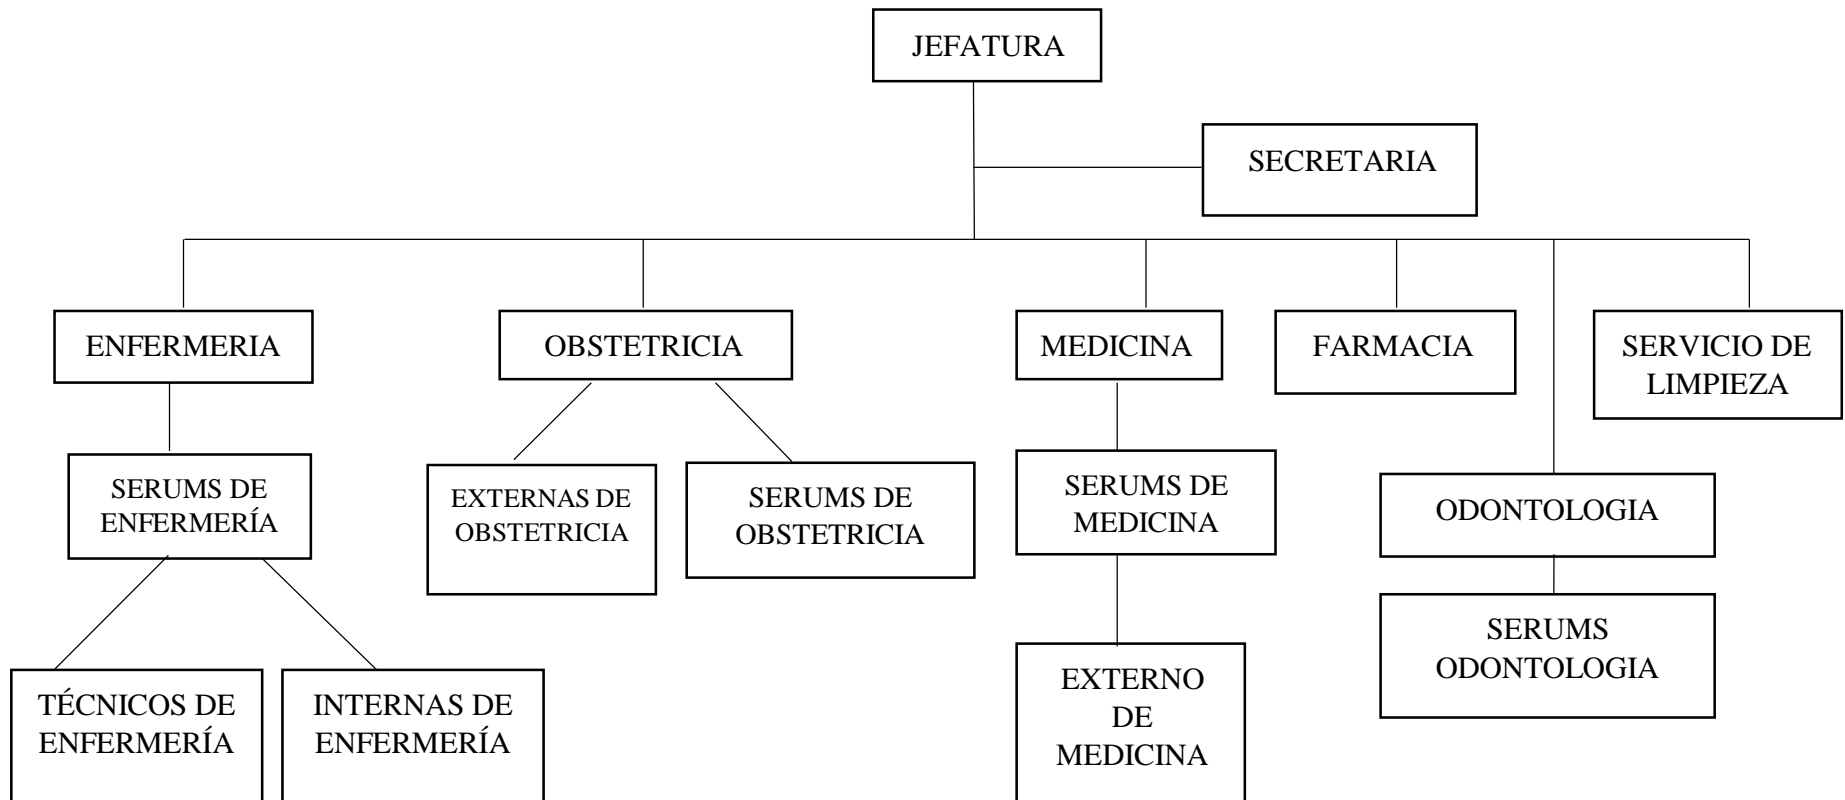 JEFATURA
SECRETARIA
ENFERMERIA
OBSTETRICIA
MEDICINA
FARMACIA
SERVICIO DE
LIMPIEZA
SERUMS DE
ENFERMERÍA
EXTERNAS DE
OBSTETRICIA
SERUMS DE
OBSTETRICIA
SERUMS DE
MEDICINA
ODONTOLOGIA
SERUMS
ODONTOLOGIA
TÉCNICOS DE
ENFERMERÍA
INTERNAS DE
ENFERMERÍA
EXTERNO
DE
MEDICINA